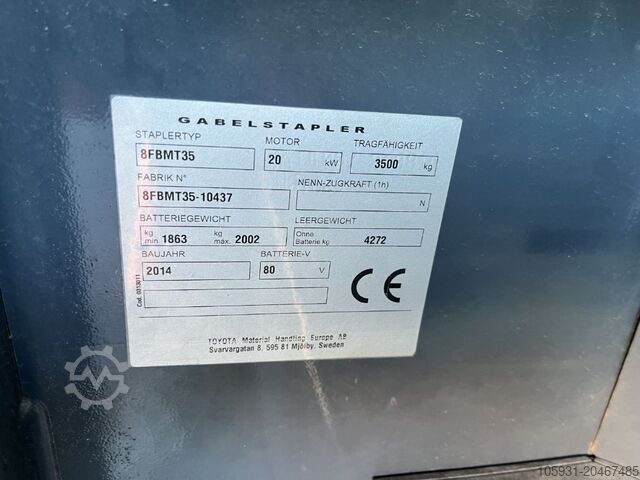 GABELSTAPLER
STAPLERTYP MOTOR TRAGFÄHIGKEIT
8FBMT35 20 kW 3500 kg
FABRIK N° NENN-ZUGKRAFT (1h)
8FBMT35-10437 N
BATTERIEGEWICHT LEERGEWICHT
kg min. 1863 kg max. 2002 Ohne Batterie kg 4272
BAUJAHR BATTERIE-V
2014 80 V
CE
Cod. 0313011
TOYOTA Material Handling Europe AB
Svarvargatan 8, 595 81 Mjölby, Sweden
105931-20467485